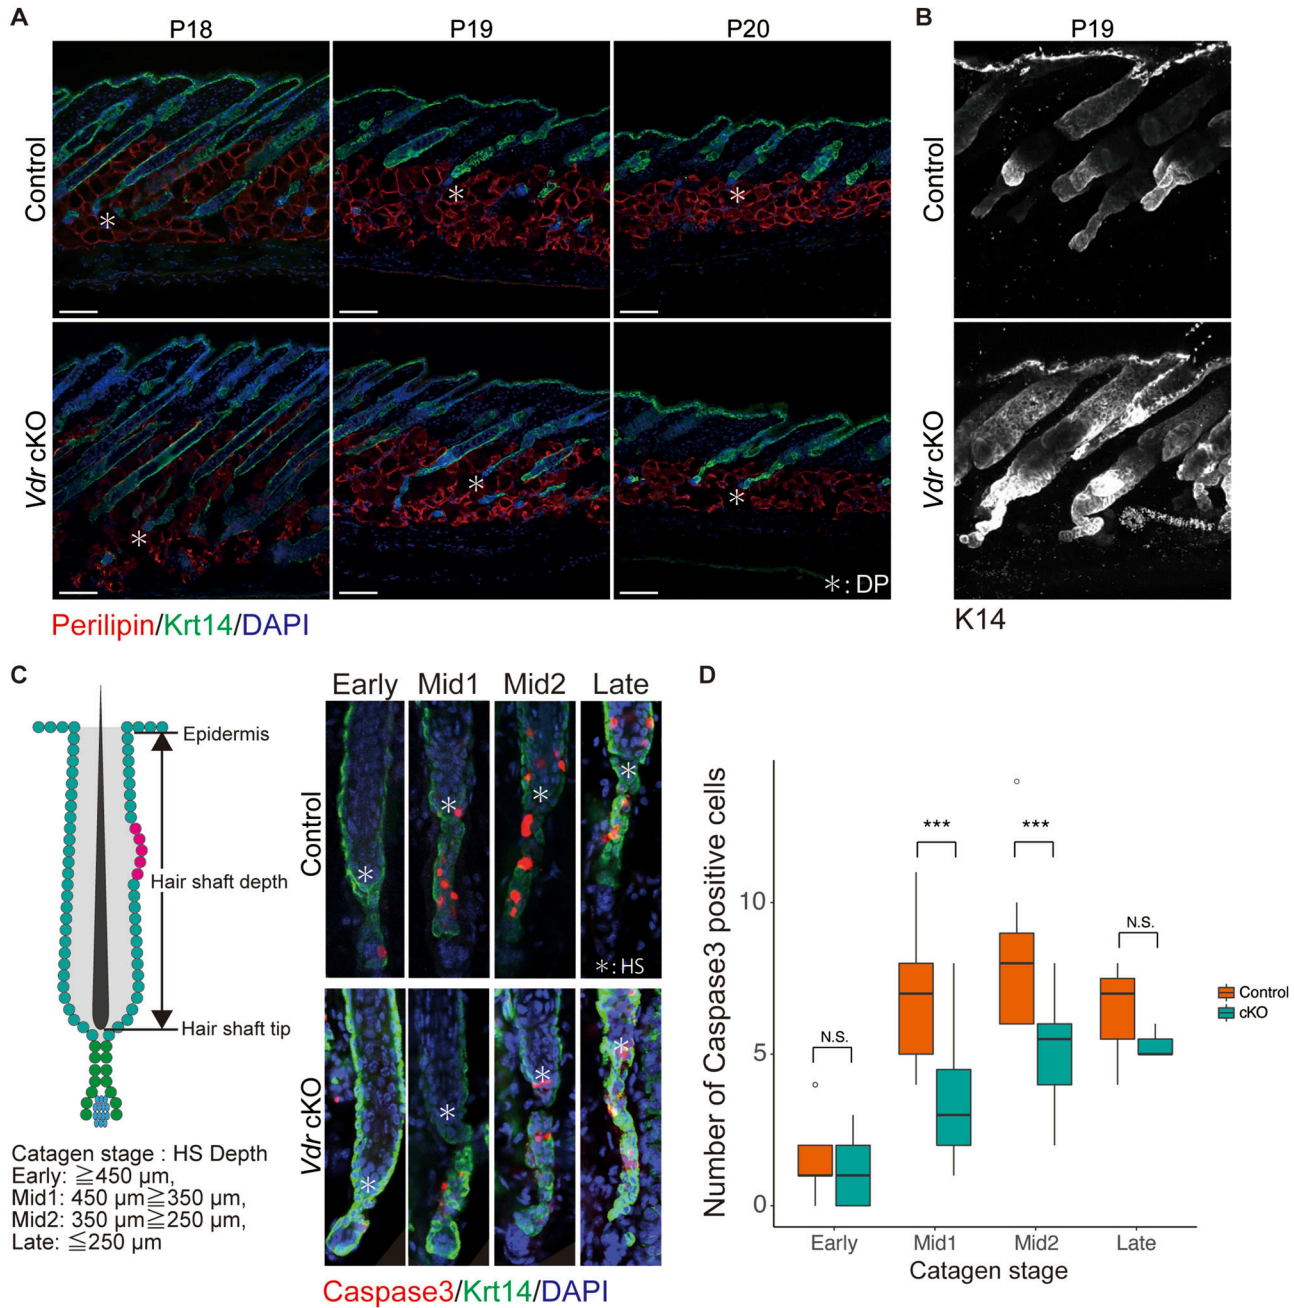 A
P18
P19
P20
Control
Vdr cKO
*: DP
Perilipin/Krt14/DAPI
B
P19
Control
Vdr cKO
K14
C
Epidermis
Hair shaft depth
Hair shaft tip
Catagen stage : HS Depth
Early: ≧450 µm,
Mid1: 450 µm≧350 µm,
Mid2: 350 µm≧250 µm,
Late: ≦250 µm
Early
Mid1
Mid2
Late
Control
*: HS
Vdr cKO
Caspase3/Krt14/DAPI
D
Number of Caspase3 positive cells
10
5
0
N.S.
***
***
N.S.
Control
cKO
Early
Mid1
Mid2
Late
Catagen stage